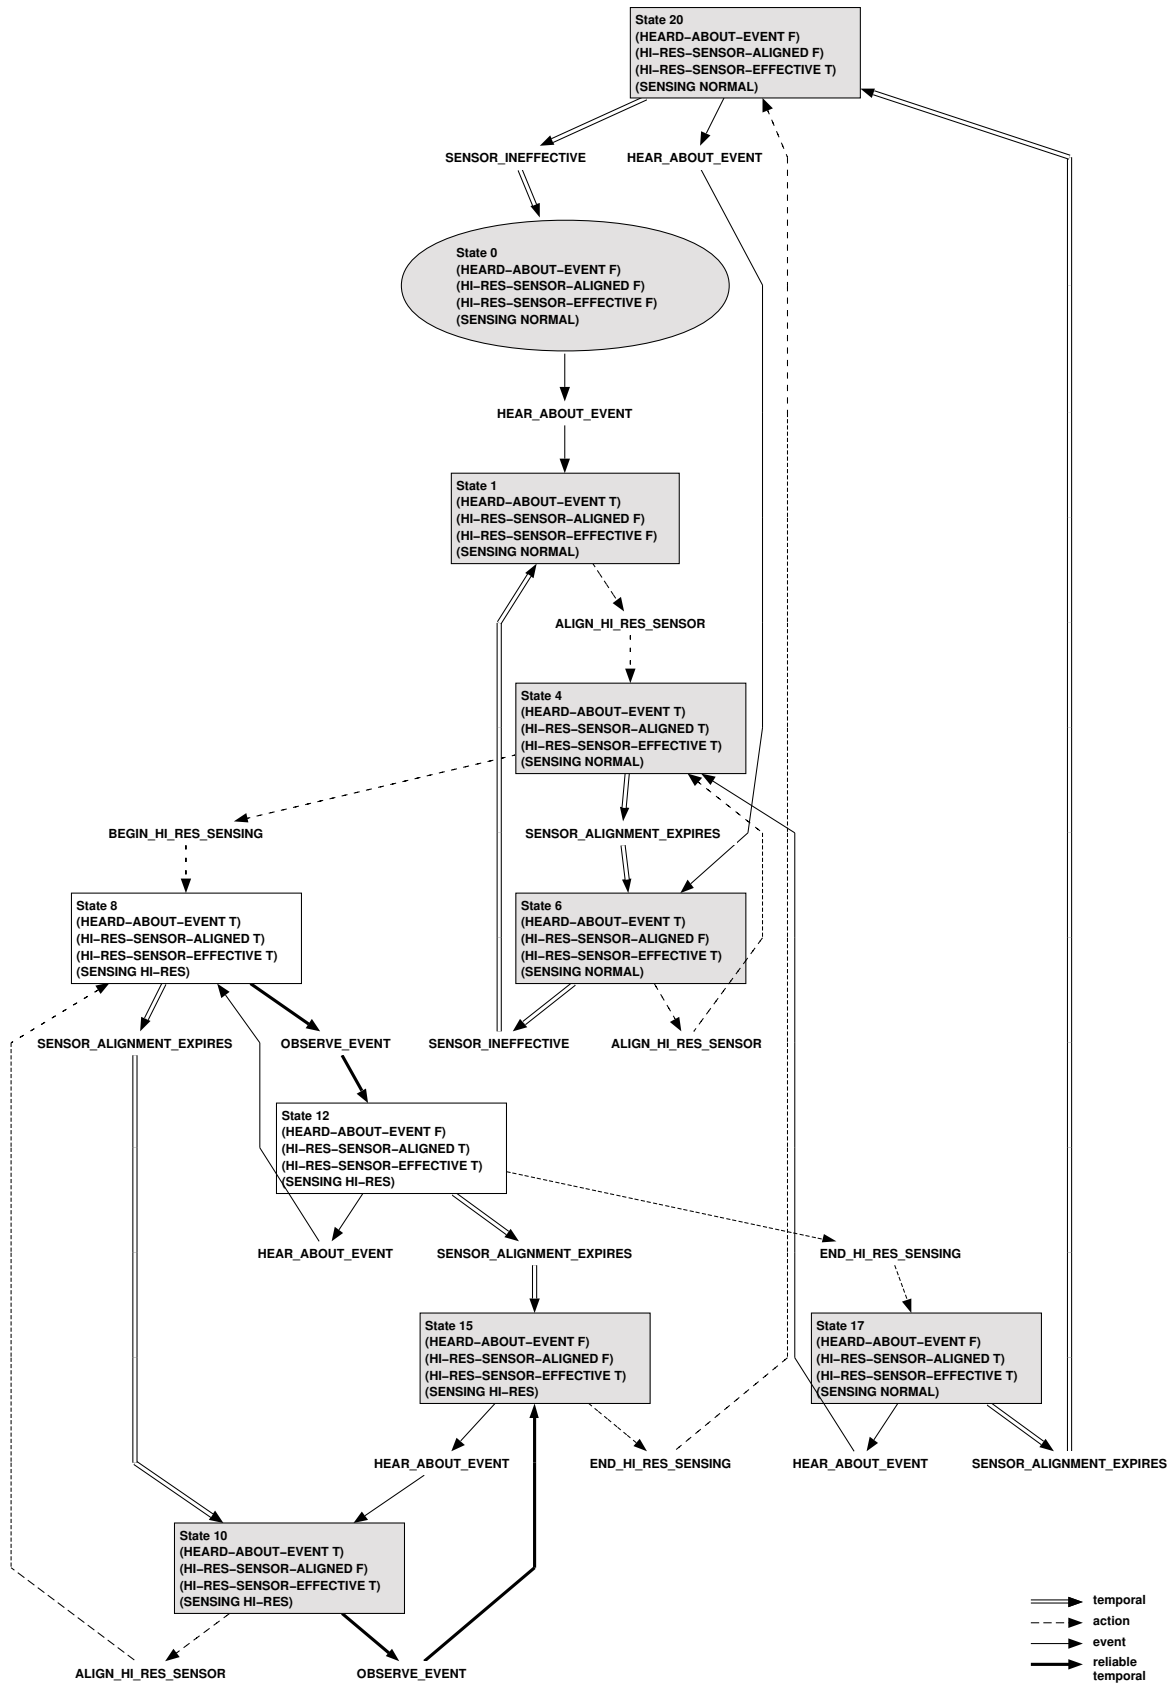 State 20
(HEARD−ABOUT−EVENT F)
(HI−RES−SENSOR−ALIGNED F)
(HI−RES−SENSOR−EFFECTIVE T)
(SENSING NORMAL)
SENSOR_INEFFECTIVE
HEAR_ABOUT_EVENT
State 0
(HEARD−ABOUT−EVENT F)
(HI−RES−SENSOR−ALIGNED F)
(HI−RES−SENSOR−EFFECTIVE F)
(SENSING NORMAL)
HEAR_ABOUT_EVENT
State 1
(HEARD−ABOUT−EVENT T)
(HI−RES−SENSOR−ALIGNED F)
(HI−RES−SENSOR−EFFECTIVE F)
(SENSING NORMAL)
ALIGN_HI_RES_SENSOR
State 4
(HEARD−ABOUT−EVENT T)
(HI−RES−SENSOR−ALIGNED T)
(HI−RES−SENSOR−EFFECTIVE T)
(SENSING NORMAL)
BEGIN_HI_RES_SENSING
SENSOR_ALIGNMENT_EXPIRES
State 8
(HEARD−ABOUT−EVENT T)
(HI−RES−SENSOR−ALIGNED T)
(HI−RES−SENSOR−EFFECTIVE T)
(SENSING HI−RES)
State 6
(HEARD−ABOUT−EVENT T)
(HI−RES−SENSOR−ALIGNED F)
(HI−RES−SENSOR−EFFECTIVE T)
(SENSING NORMAL)
SENSOR_ALIGNMENT_EXPIRES
OBSERVE_EVENT
SENSOR_INEFFECTIVE
ALIGN_HI_RES_SENSOR
State 12
(HEARD−ABOUT−EVENT F)
(HI−RES−SENSOR−ALIGNED T)
(HI−RES−SENSOR−EFFECTIVE T)
(SENSING HI−RES)
HEAR_ABOUT_EVENT
SENSOR_ALIGNMENT_EXPIRES
END_HI_RES_SENSING
State 15
(HEARD−ABOUT−EVENT F)
(HI−RES−SENSOR−ALIGNED F)
(HI−RES−SENSOR−EFFECTIVE T)
(SENSING HI−RES)
State 17
(HEARD−ABOUT−EVENT F)
(HI−RES−SENSOR−ALIGNED T)
(HI−RES−SENSOR−EFFECTIVE T)
(SENSING NORMAL)
HEAR_ABOUT_EVENT
END_HI_RES_SENSING
HEAR_ABOUT_EVENT
SENSOR_ALIGNMENT_EXPIRES
State 10
(HEARD−ABOUT−EVENT T)
(HI−RES−SENSOR−ALIGNED F)
(HI−RES−SENSOR−EFFECTIVE T)
(SENSING HI−RES)
ALIGN_HI_RES_SENSOR
OBSERVE_EVENT
temporal
action
event
reliable
temporal